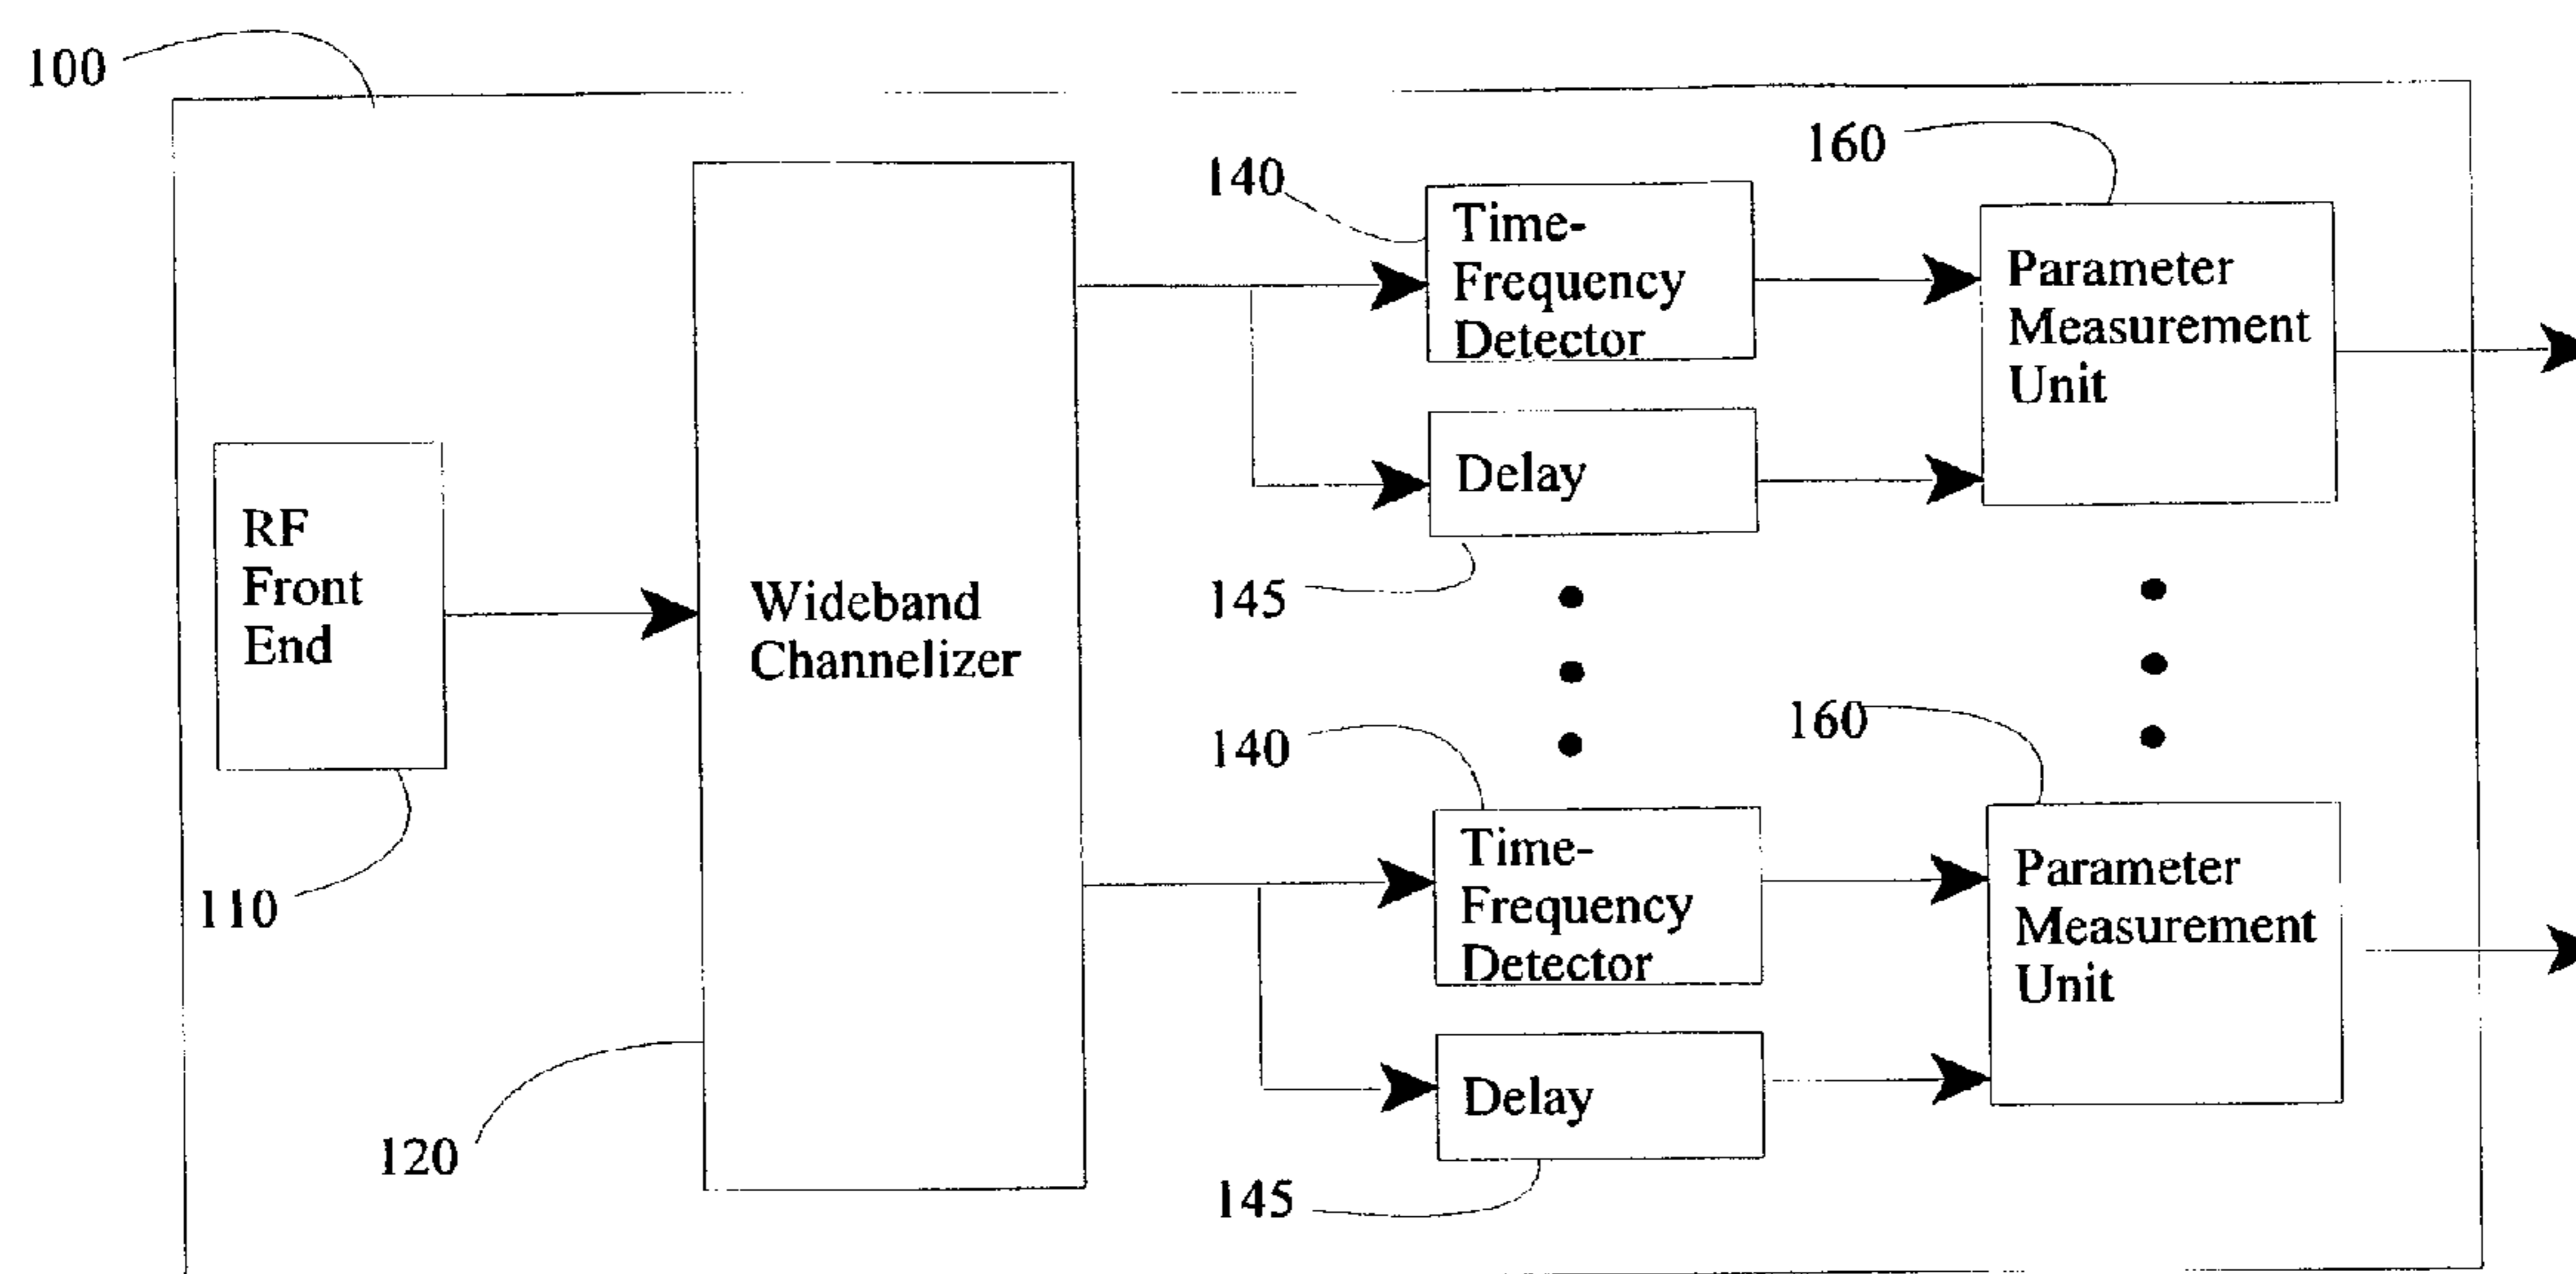 100
160
140
Time-
Frequency
Detector
Parameter
Measurement
Unit
Delay
145
RF
Front
End
Wideband
Channelizer
110
120
160
140
Time-
Frequency
Detector
Parameter
Measurement
Unit
Delay
145